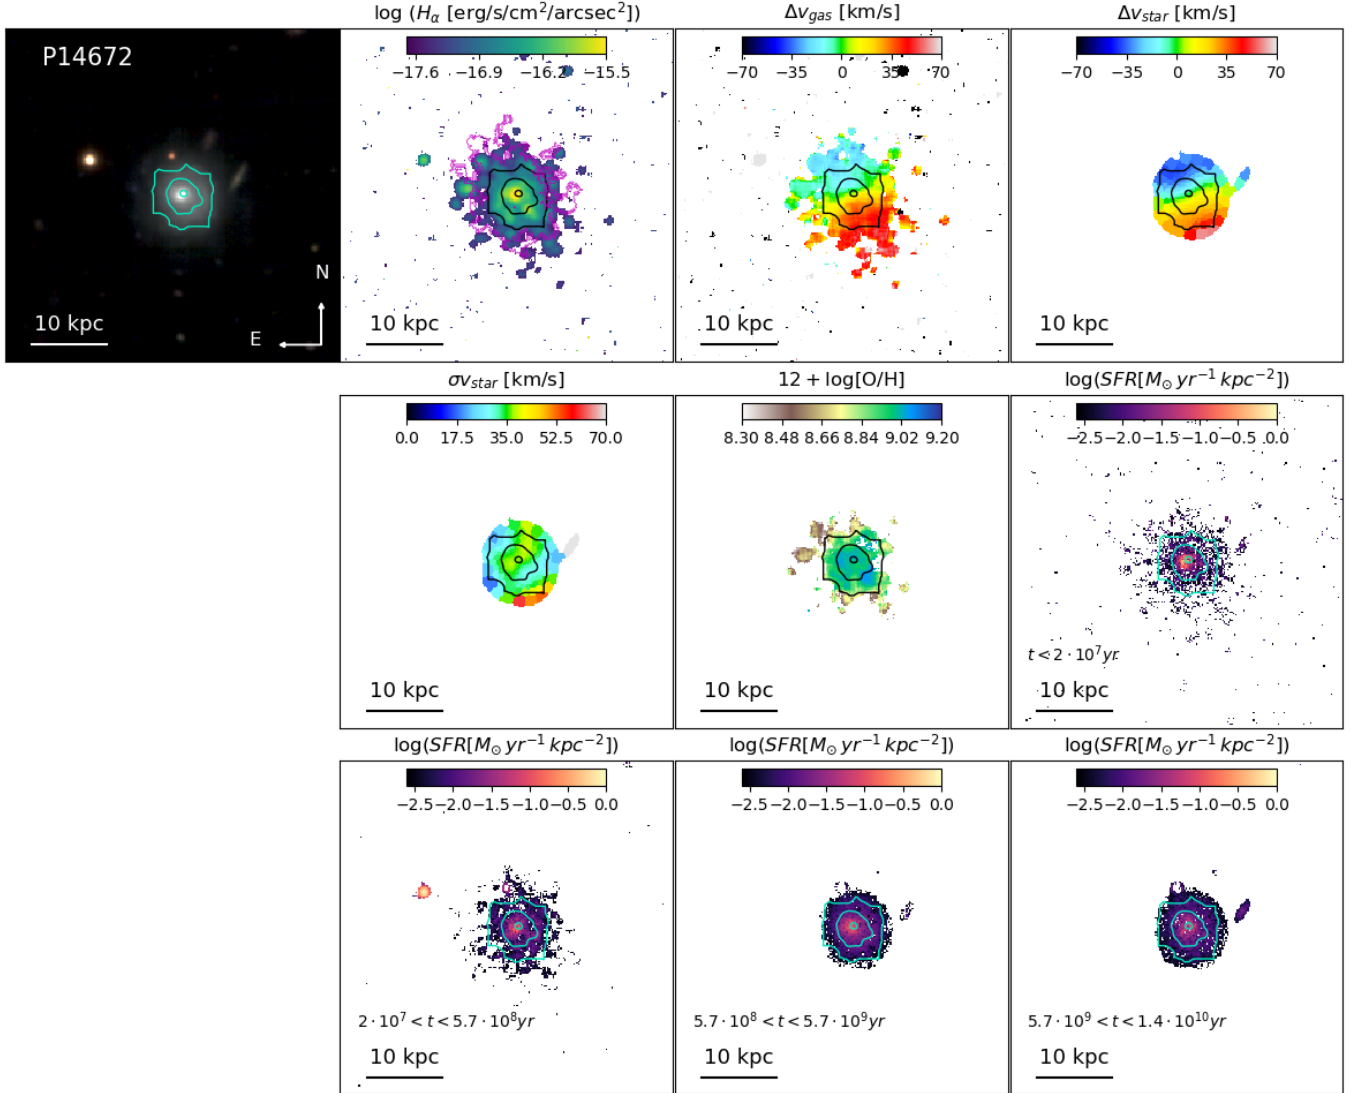 log (Hα [erg/s/cm²/arcsec²])
Δv_gas [km/s]
Δv_star [km/s]
P14672
−17.6 −16.9 −16.2 −15.5
−70 −35 0 35 70
−70 −35 0 35 70
N
E
10 kpc
10 kpc
10 kpc
10 kpc
σv_star [km/s]
12 + log[O/H]
log(SFR[M⊙ yr⁻¹ kpc⁻²])
0.0 17.5 35.0 52.5 70.0
8.30 8.48 8.66 8.84 9.02 9.20
−2.5 −2.0 −1.5 −1.0 −0.5 0.0
t < 2 · 10⁷yr
10 kpc
10 kpc
10 kpc
log(SFR[M⊙ yr⁻¹ kpc⁻²])
log(SFR[M⊙ yr⁻¹ kpc⁻²])
log(SFR[M⊙ yr⁻¹ kpc⁻²])
−2.5 −2.0 −1.5 −1.0 −0.5 0.0
−2.5 −2.0 −1.5 −1.0 −0.5 0.0
−2.5 −2.0 −1.5 −1.0 −0.5 0.0
2 · 10⁷ < t < 5.7 · 10⁸yr
5.7 · 10⁸ < t < 5.7 · 10⁹yr
5.7 · 10⁹ < t < 1.4 · 10¹⁰yr
10 kpc
10 kpc
10 kpc